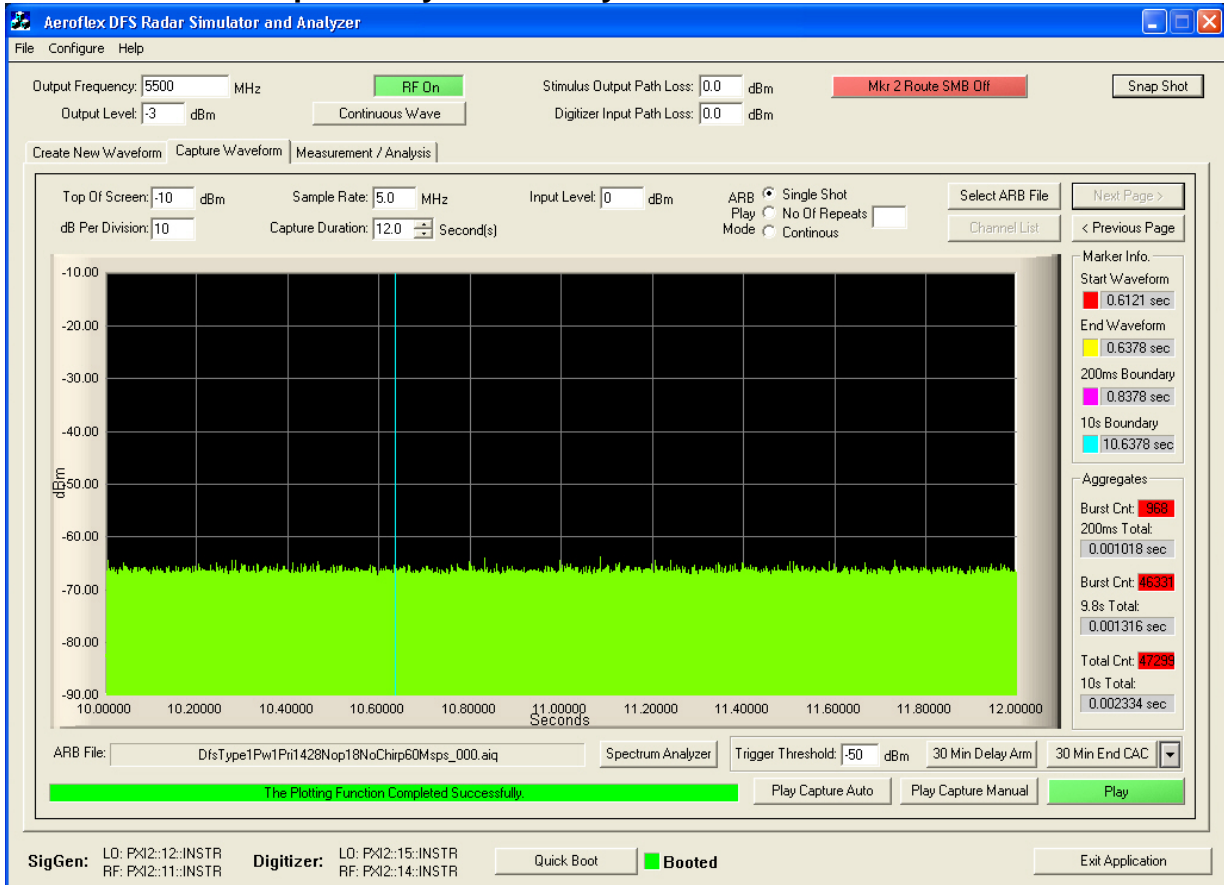 Aeroflex DFS Radar Simulator and Analyzer
File Configure Help
Output Frequency: 5500 MHz RF On Stimulus Output Path Loss: 0.0 dBm Mkr 2 Route SMB Off Snap Shot
Output Level: -3 dBm Continuous Wave Digitizer Input Path Loss: 0.0 dBm
Create New Waveform Capture Waveform Measurement / Analysis
Top Of Screen: -10 dBm Sample Rate: 5.0 MHz Input Level: 0 dBm ARB Play Mode Single Shot Select ARB File Next Page >
No Of Repeats
dB Per Division: 10 Capture Duration: 12.0 Second(s) Continous Channel List < Previous Page
Marker Info.
Start Waveform
0.6121 sec
End Waveform
0.6378 sec
200ms Boundary
0.8378 sec
10s Boundary
10.6378 sec
Aggregates
Burst Cnt: 968
200ms Total:
0.001018 sec
Burst Cnt: 46331
9.8s Total:
0.001316 sec
Total Cnt: 47299
10s Total:
0.002334 sec
-10.00
-20.00
-30.00
-40.00
-50.00
dBm
-60.00
-70.00
-80.00
-90.00
10.00000 10.20000 10.40000 10.60000 10.80000 11.00000 11.20000 11.40000 11.60000 11.80000 12.00000
Seconds
ARB File: DfsType1Pw1Pri1428Nop18NoChirp60Msps_000.aiq Spectrum Analyzer Trigger Threshold: -50 dBm 30 Min Delay Arm 30 Min End CAC
The Plotting Function Completed Successfully. Play Capture Auto Play Capture Manual Play
SigGen: LO: PXI2::12::INSTR Digitizer: LO: PXI2::15::INSTR Quick Boot Booted Exit Application
RF: PXI2::11::INSTR RF: PXI2::14::INSTR